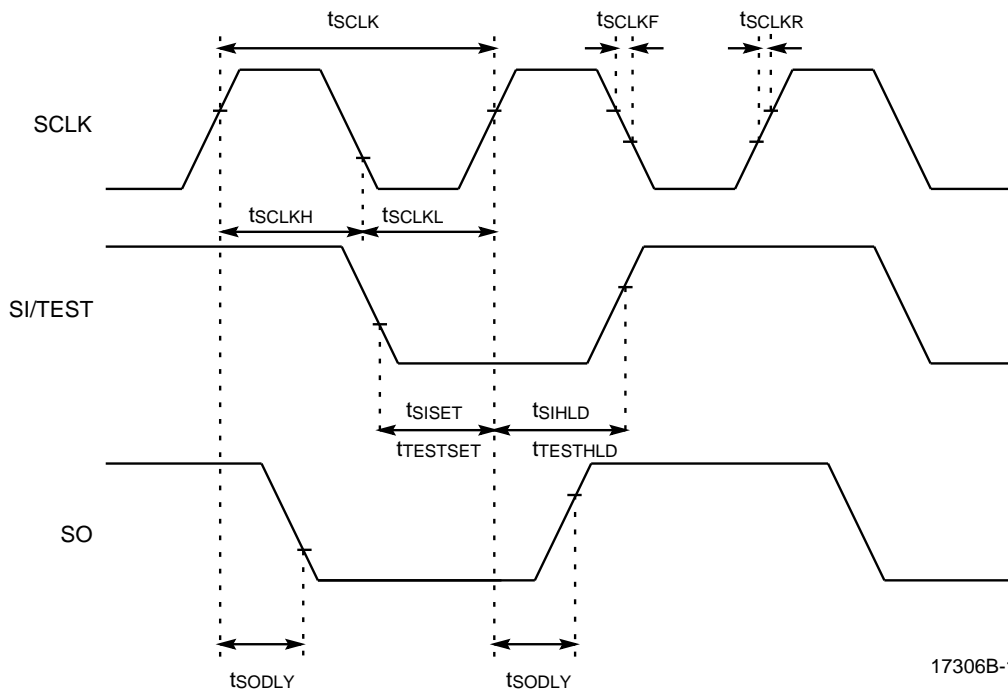 tSCLK tSCLKF tSCLKR
SCLK
tSCLKH tSCLKL
SI/TEST
tSISET tSIHLD
tTESTSET tTESTHLD
SO
tSODLY tSODLY
17306B-